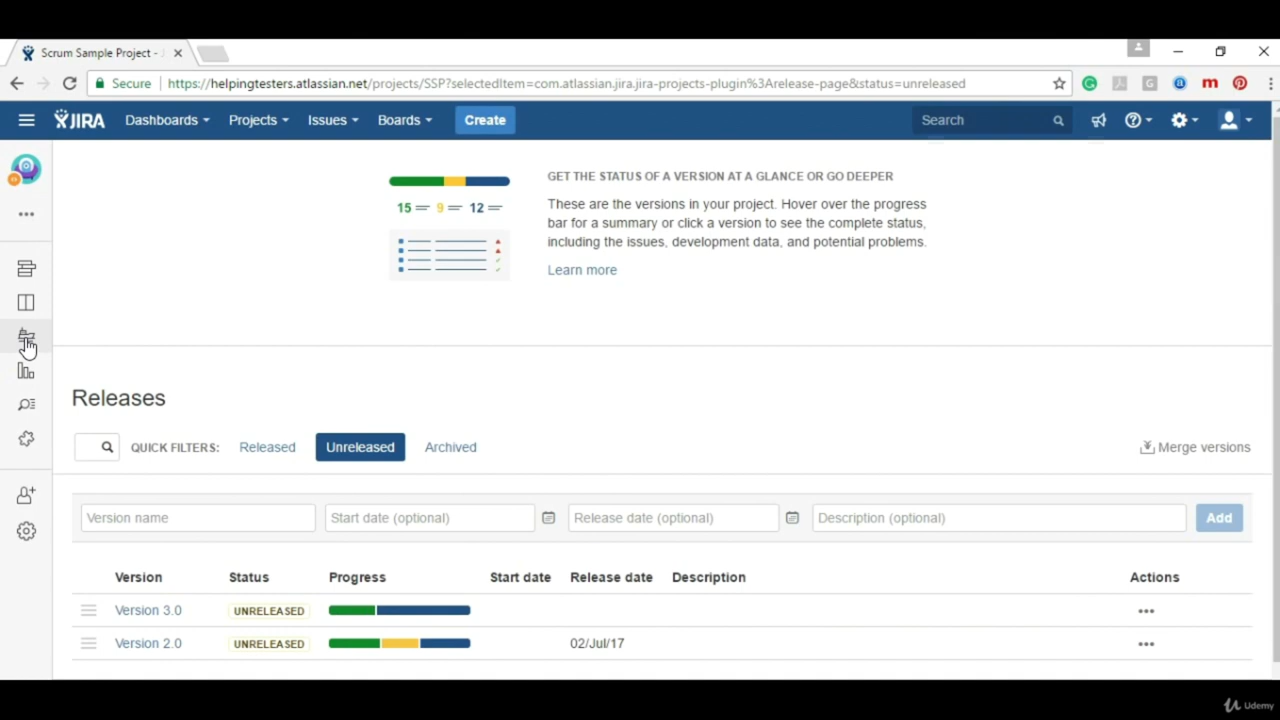 Scrum Sample Project - J
Secure
https://helpingtesters.atlassian.net/projects/SSP?selectedItem=com.atlassian.jira.jira-projects-plugin%3Arelease-page&status=unreleased
JIRA
Dashboards
Projects
Issues
Boards
Create
Search
15 9 12
GET THE STATUS OF A VERSION AT A GLANCE OR GO DEEPER
These are the versions in your project. Hover over the progress
bar for a summary or click a version to see the complete status,
including the issues, development data, and potential problems.
Learn more
Releases
QUICK FILTERS: Released Unreleased Archived Merge versions
Version name Start date (optional) Release date (optional) Description (optional) Add
Version Status Progress Start date Release date Description Actions
Version 3.0 UNRELEASED
Version 2.0 UNRELEASED 02/Jul/17
Udemy